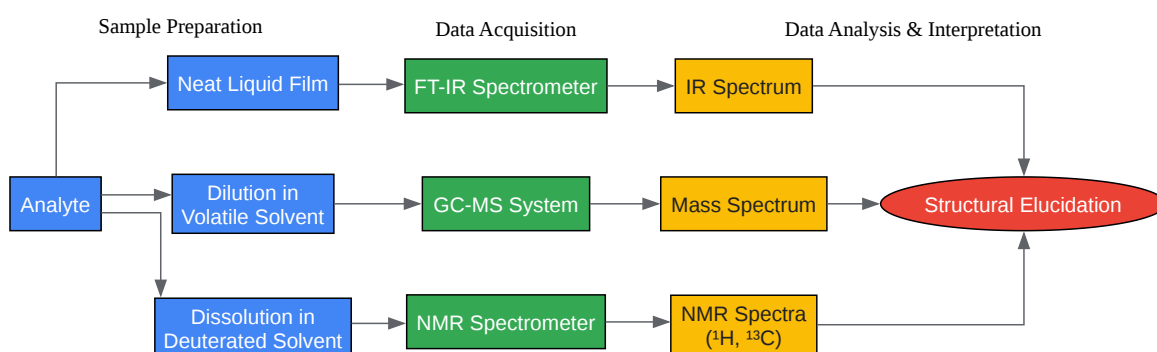 Sample Preparation
Data Acquisition
Data Analysis & Interpretation
Neat Liquid Film
FT-IR Spectrometer
IR Spectrum
Analyte
Dilution in
Volatile Solvent
GC-MS System
Mass Spectrum
Structural Elucidation
Dissolution in
Deuterated Solvent
NMR Spectrometer
NMR Spectra
(¹H, ¹³C)